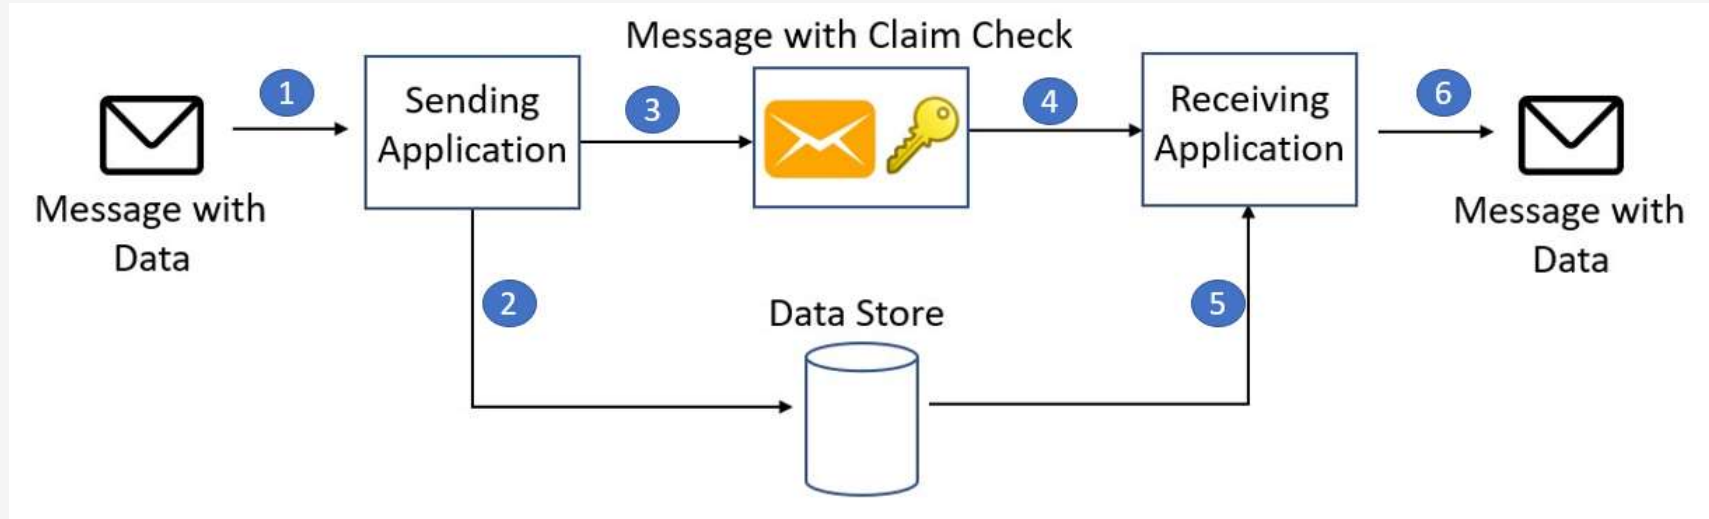 Message with Claim Check
1
Sending
Application
3
4
Receiving
Application
6
Message with
Data
Message with
Data
2
Data Store
5